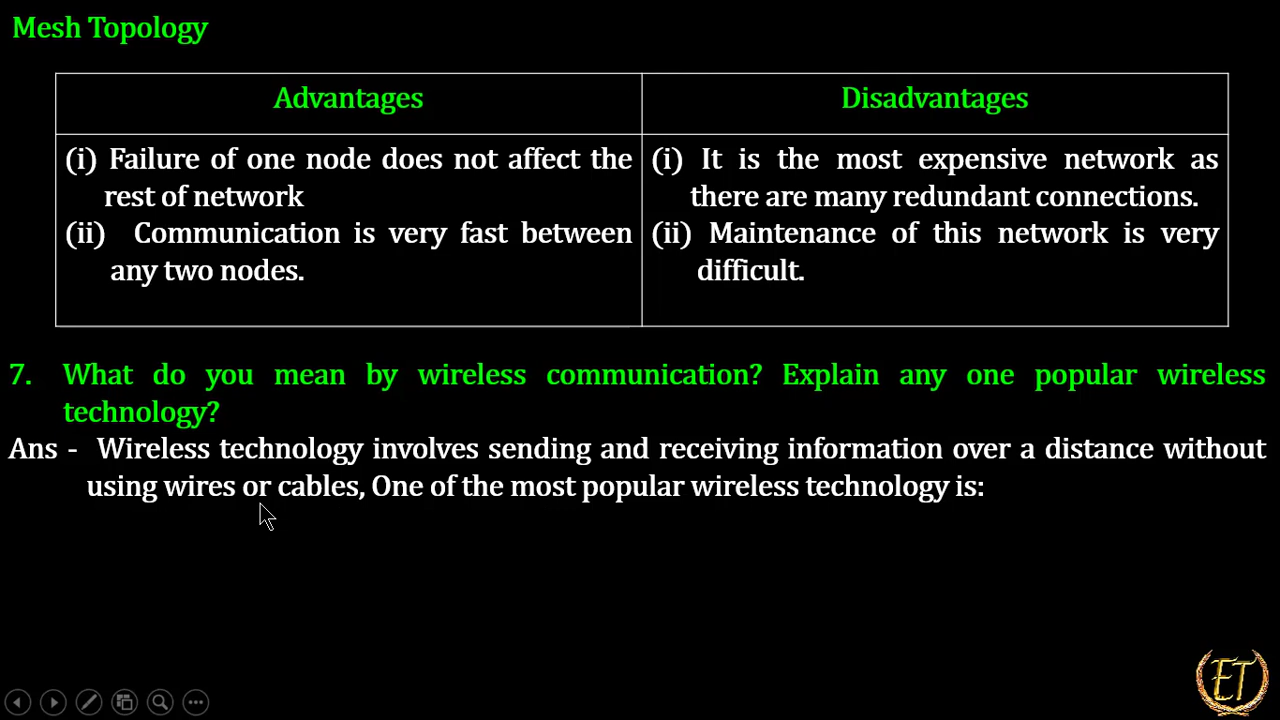 Mesh Topology
Advantages
Disadvantages
(i) Failure of one node does not affect the
rest of network
(ii) Communication is very fast between
any two nodes.
(i) It is the most expensive network as
there are many redundant connections.
(ii) Maintenance of this network is very
difficult.
7. What do you mean by wireless communication? Explain any one popular wireless
technology?
Ans - Wireless technology involves sending and receiving information over a distance without
using wires or cables, One of the most popular wireless technology is:
ET